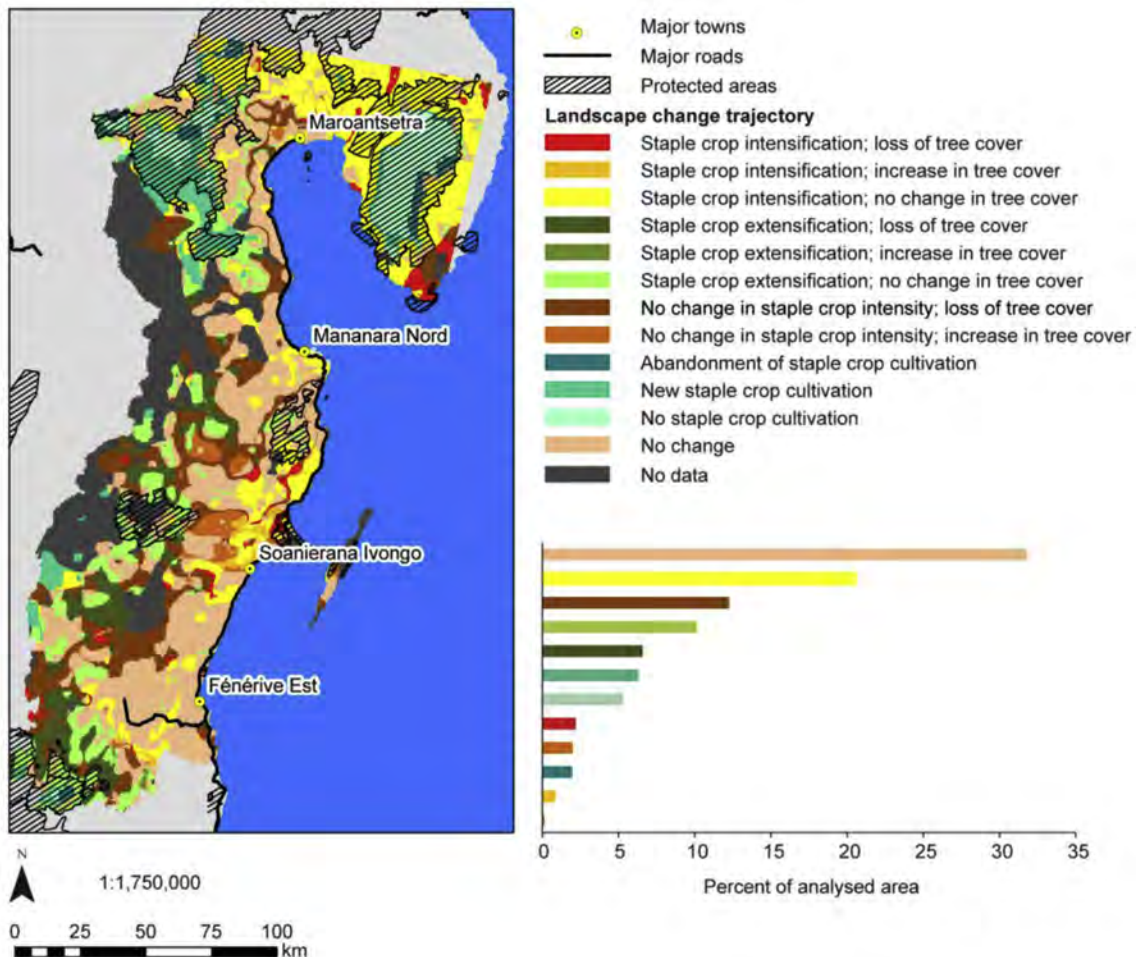 Maroantsetra
Mananara Nord
Soanierana Ivongo
Fénérive Est
N
1:1,750,000
0 25 50 75 100
km
Major towns
Major roads
Protected areas
Landscape change trajectory
Staple crop intensification; loss of tree cover
Staple crop intensification; increase in tree cover
Staple crop intensification; no change in tree cover
Staple crop extensification; loss of tree cover
Staple crop extensification; increase in tree cover
Staple crop extensification; no change in tree cover
No change in staple crop intensity; loss of tree cover
No change in staple crop intensity; increase in tree cover
Abandonment of staple crop cultivation
New staple crop cultivation
No staple crop cultivation
No change
No data
0 5 10 15 20 25 30 35
Percent of analysed area